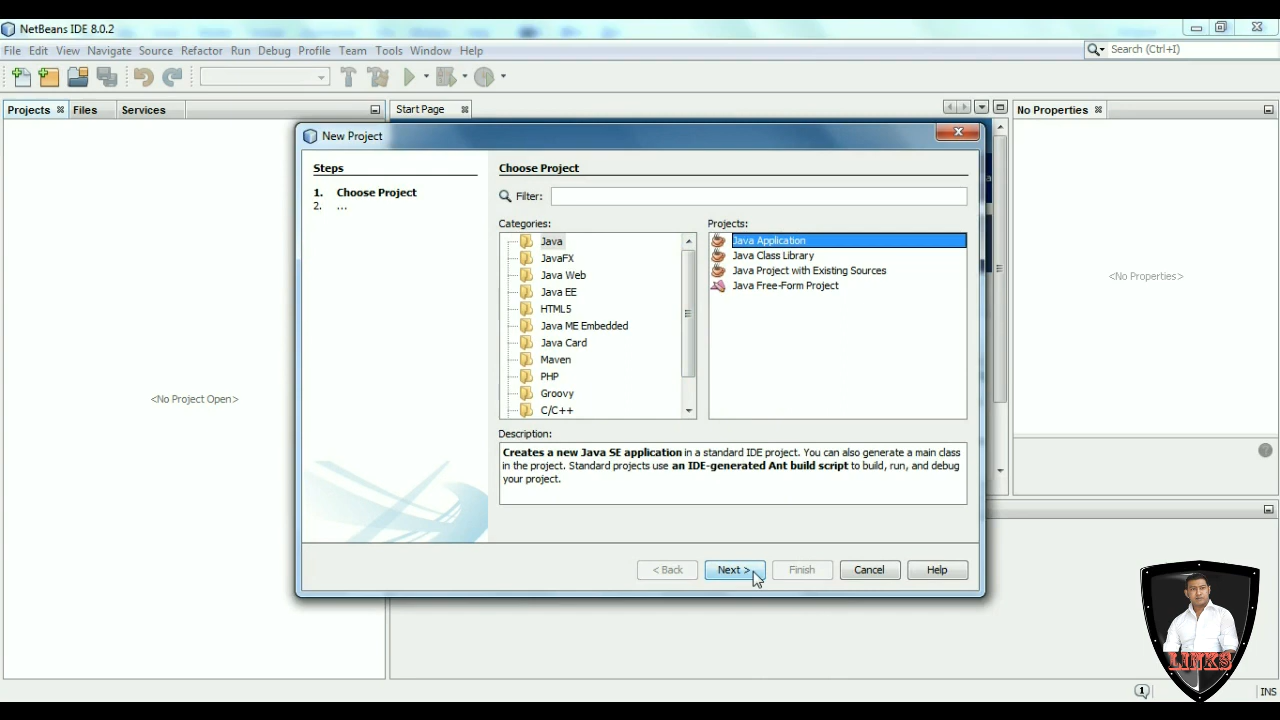 NetBeans IDE 8.0.2
File Edit View Navigate Source Refactor Run Debug Profile Team Tools Window Help
Search (Ctrl+I)
Projects Files Services
Start Page
No Properties
New Project
Steps
1. Choose Project
2. ...
Choose Project
Filter:
Categories:
Java
JavaFX
Java Web
Java EE
HTML5
Java ME Embedded
Java Card
Maven
PHP
Groovy
C/C++
Projects:
Java Application
Java Class Library
Java Project with Existing Sources
Java Free-Form Project
Description:
Creates a new Java SE application in a standard IDE project. You can also generate a main class
in the project. Standard projects use an IDE-generated Ant build script to build, run, and debug
your project.
< Back Next > Finish Cancel Help
<No Project Open>
<No Properties>
LINKS
1
INS